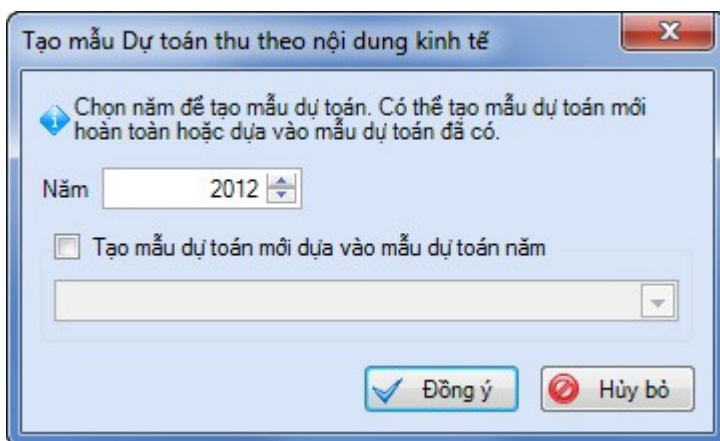 Tạo mẫu Dự toán thu theo nội dung kinh tế
Chọn năm để tạo mẫu dự toán. Có thể tạo mẫu dự toán mới
hoàn toàn hoặc dựa vào mẫu dự toán đã có.
Năm 2012
Tạo mẫu dự toán mới dựa vào mẫu dự toán năm
Đồng ý Hủy bỏ